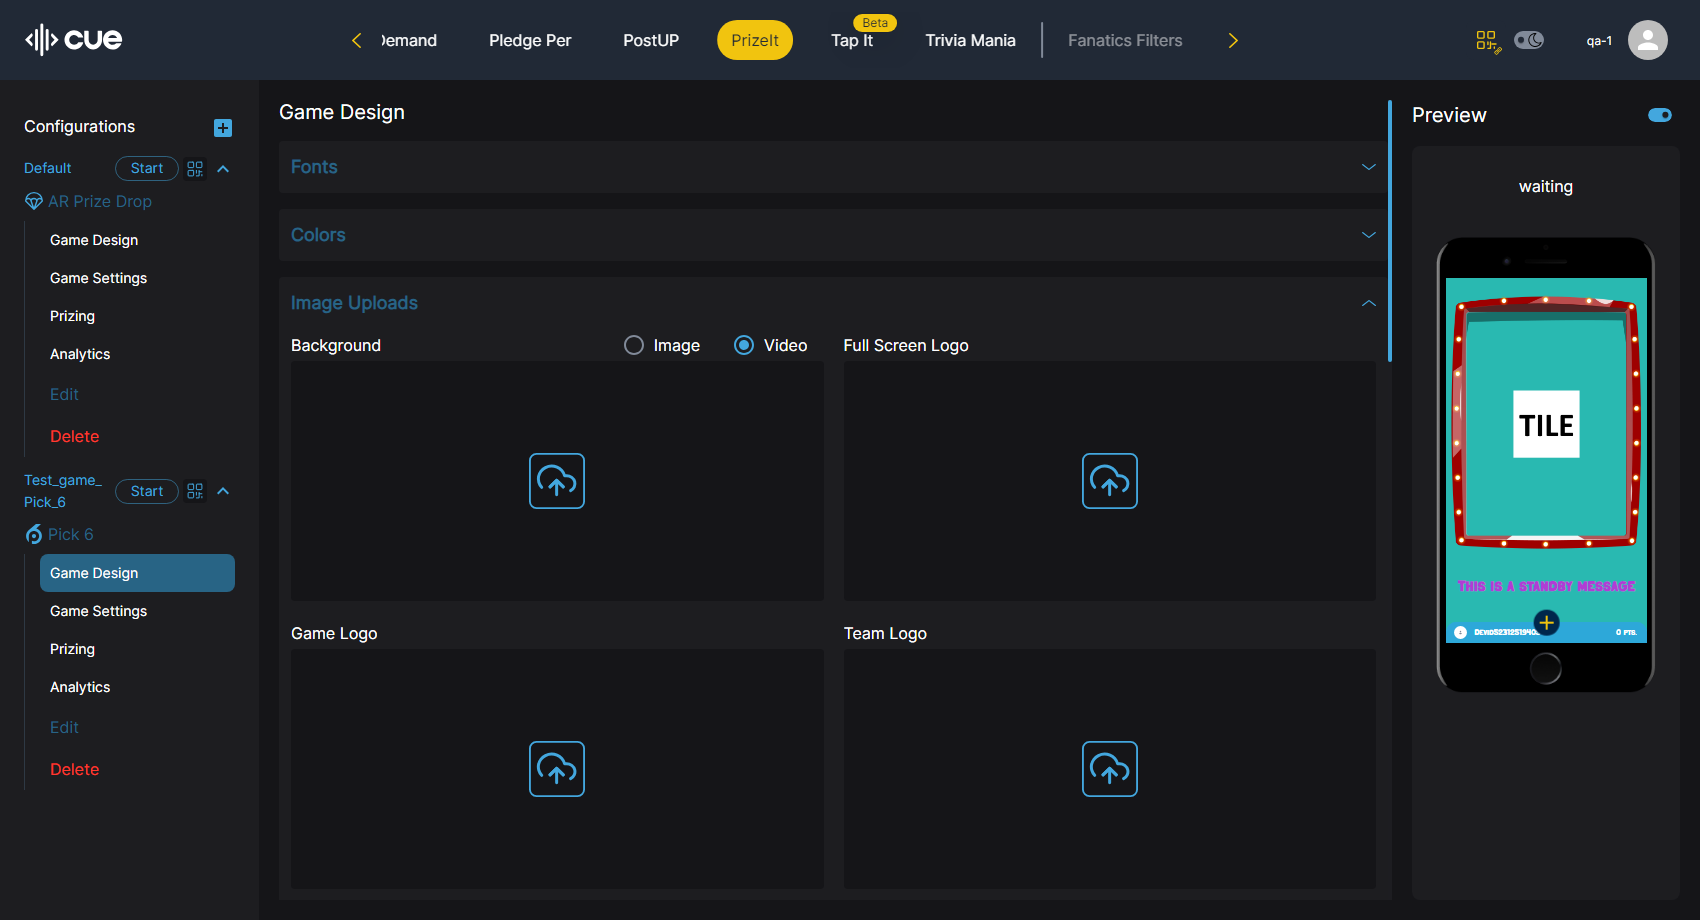 cue
Demand
Pledge Per
PostUP
PrizeIt
Beta
Tap It
Trivia Mania
Fanatics Filters
qa-1
Configurations
Default
Start
AR Prize Drop
Game Design
Game Settings
Prizing
Analytics
Edit
Delete
Test_game_
Pick_6
Start
Pick 6
Game Design
Game Settings
Prizing
Analytics
Edit
Delete
Game Design
Fonts
Colors
Image Uploads
Background
Image
Video
Full Screen Logo
Game Logo
Team Logo
Preview
waiting
TILE
This is a standby message
0 pts.